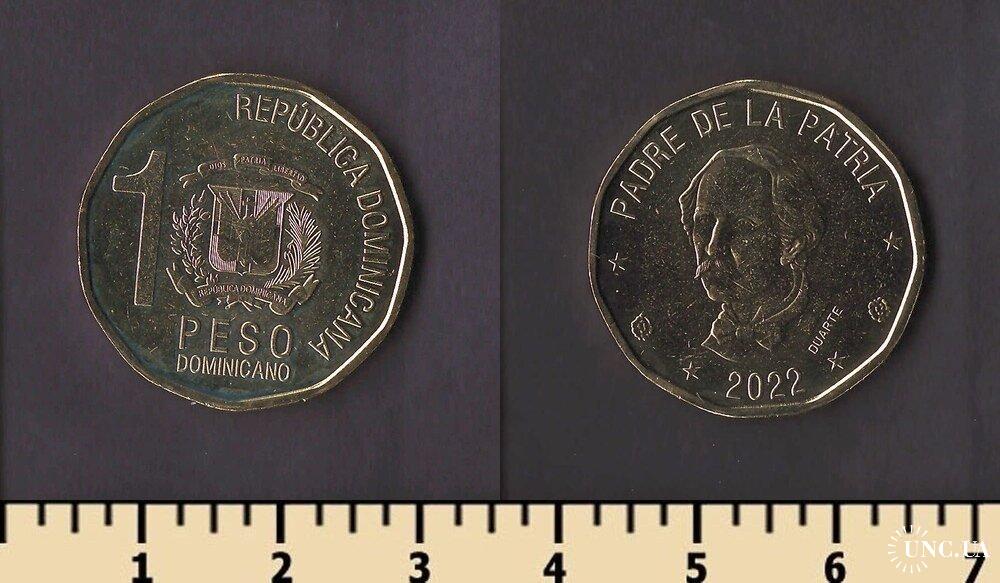 REPÚBLICA DOMINICANA
DIOS PATRIA LIBERTAD
REPÚBLICA DOMINICANA
1
PESO
DOMINICANO
PADRE DE LA PATRIA
DUARTE
2022
1 2 3 4 5 6 7
UNC.UA